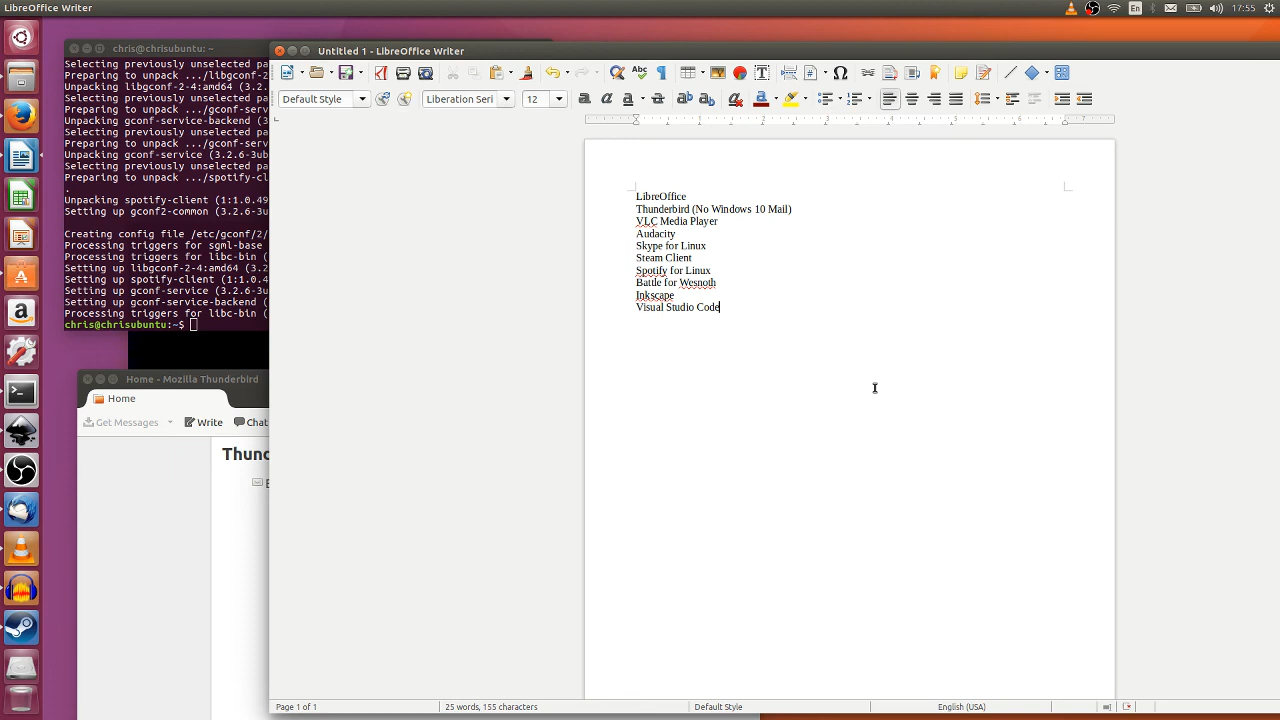 LibreOffice Writer
En
17:55
chris@chrisubuntu: ~
Selecting previously unselected pa
Preparing to unpack .../libgconf-2
Unpacking libgconf-2-4:amd64 (3.2.
Selecting previously unselected pa
Preparing to unpack .../gconf-serv
Unpacking gconf-service-backend (3
Selecting previously unselected pa
Preparing to unpack .../gconf-serv
Unpacking gconf-service (3.2.6-3ub
Selecting previously unselected pa
Preparing to unpack .../spotify-cl
.
Unpacking spotify-client (1:1.0.49
Setting up gconf2-common (3.2.6-3u
Creating config file /etc/gconf/2/
Processing triggers for sgml-base
Processing triggers for libc-bin (
Setting up libgconf-2-4:amd64 (3.2
Setting up spotify-client (1:1.0.4
Setting up gconf-service (3.2.6-3u
Setting up gconf-service-backend (
Processing triggers for libc-bin (
chris@chrisubuntu:~$
Home - Mozilla Thunderbird
Home
Get Messages Write Chat
Thund
Untitled 1 - LibreOffice Writer
Abc
Default Style Liberation Seri 12
1 2 3 4 5 6 7
LibreOffice
Thunderbird (No Windows 10 Mail)
VLC Media Player
Audacity
Skype for Linux
Steam Client
Spotify for Linux
Battle for Wesnoth
Inkscape
Visual Studio Code
Page 1 of 1 25 words, 155 characters Default Style English (USA)